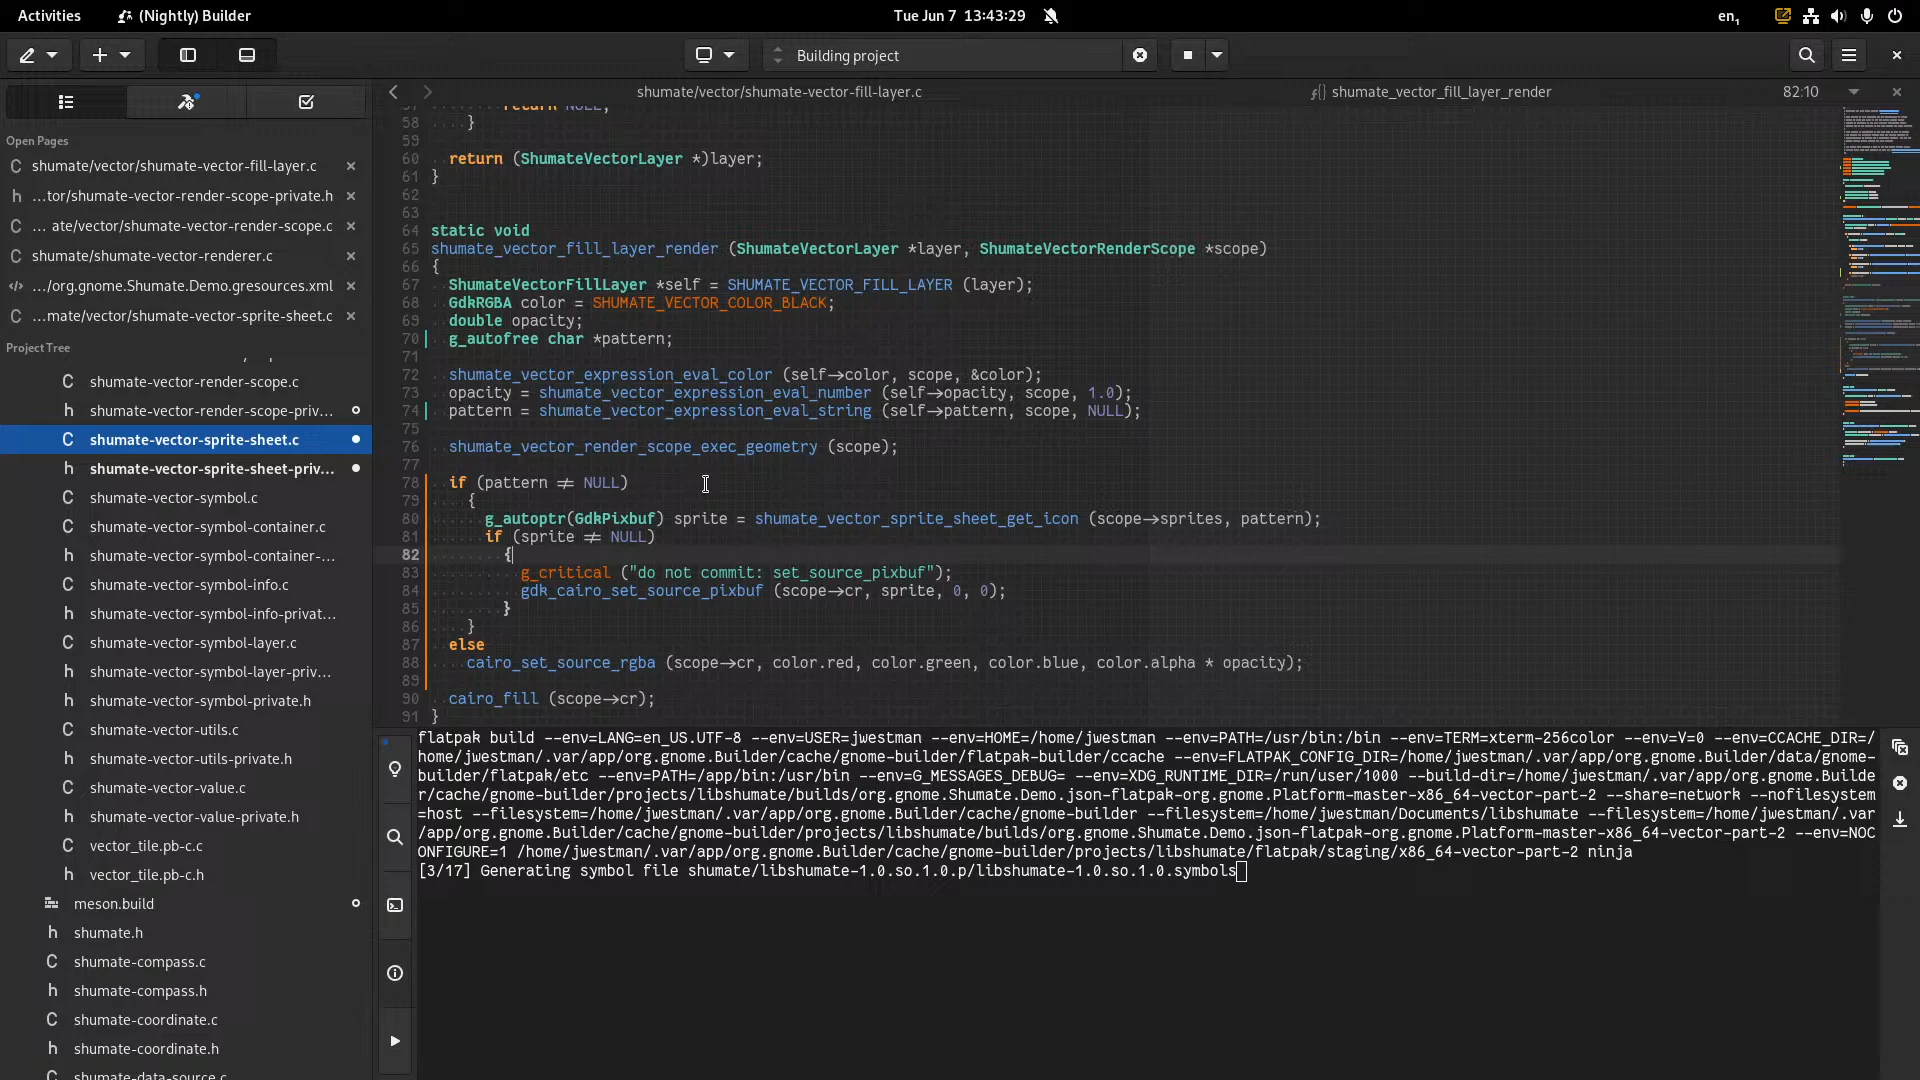 Activities
(Nightly) Builder
Tue Jun 7 13:43:29
en₁
Building project
shumate/vector/shumate-vector-fill-layer.c
shumate_vector_fill_layer_render
82:10
Open Pages
C shumate/vector/shumate-vector-fill-layer.c
h …tor/shumate-vector-render-scope-private.h
C … ate/vector/shumate-vector-render-scope.c
C shumate/shumate-vector-renderer.c
…/org.gnome.Shumate.Demo.gresources.xml
C …mate/vector/shumate-vector-sprite-sheet.c
Project Tree
C shumate-vector-render-scope.c
h shumate-vector-render-scope-priv…
C shumate-vector-sprite-sheet.c
h shumate-vector-sprite-sheet-priv…
C shumate-vector-symbol.c
C shumate-vector-symbol-container.c
h shumate-vector-symbol-container-…
C shumate-vector-symbol-info.c
h shumate-vector-symbol-info-privat…
C shumate-vector-symbol-layer.c
h shumate-vector-symbol-layer-priv…
h shumate-vector-symbol-private.h
C shumate-vector-utils.c
h shumate-vector-utils-private.h
C shumate-vector-value.c
h shumate-vector-value-private.h
C vector_tile.pb-c.c
h vector_tile.pb-c.h
meson.build
h shumate.h
C shumate-compass.c
h shumate-compass.h
C shumate-coordinate.c
h shumate-coordinate.h
shumate-data-source.c
57 return NULL;
58 }
59
60 return (ShumateVectorLayer *)layer;
61 }
62
63
64 static void
65 shumate_vector_fill_layer_render (ShumateVectorLayer *layer, ShumateVectorRenderScope *scope)
66 {
67 ShumateVectorFillLayer *self = SHUMATE_VECTOR_FILL_LAYER (layer);
68 GdkRGBA color = SHUMATE_VECTOR_COLOR_BLACK;
69 double opacity;
70 g_autofree char *pattern;
71
72 shumate_vector_expression_eval_color (self->color, scope, &color);
73 opacity = shumate_vector_expression_eval_number (self->opacity, scope, 1.0);
74 pattern = shumate_vector_expression_eval_string (self->pattern, scope, NULL);
75
76 shumate_vector_render_scope_exec_geometry (scope);
77
78 if (pattern != NULL)
79 {
80 g_autoptr(GdkPixbuf) sprite = shumate_vector_sprite_sheet_get_icon (scope->sprites, pattern);
81 if (sprite != NULL)
82 {
83 g_critical ("do not commit: set_source_pixbuf");
84 gdk_cairo_set_source_pixbuf (scope->cr, sprite, 0, 0);
85 }
86 }
87 else
88 cairo_set_source_rgba (scope->cr, color.red, color.green, color.blue, color.alpha * opacity);
89
90 cairo_fill (scope->cr);
91 }
flatpak build --env=LANG=en_US.UTF-8 --env=USER=jwestman --env=HOME=/home/jwestman --env=PATH=/usr/bin:/bin --env=TERM=xterm-256color --env=V=0 --env=CCACHE_DIR=/
home/jwestman/.var/app/org.gnome.Builder/cache/gnome-builder/flatpak-builder/ccache --env=FLATPAK_CONFIG_DIR=/home/jwestman/.var/app/org.gnome.Builder/data/gnome-
builder/flatpak/etc --env=PATH=/app/bin:/usr/bin --env=G_MESSAGES_DEBUG= --env=XDG_RUNTIME_DIR=/run/user/1000 --build-dir=/home/jwestman/.var/app/org.gnome.Builde
r/cache/gnome-builder/projects/libshumate/builds/org.gnome.Shumate.Demo.json-flatpak-org.gnome.Platform-master-x86_64-vector-part-2 --share=network --nofilesystem
=host --filesystem=/home/jwestman/.var/app/org.gnome.Builder/cache/gnome-builder --filesystem=/home/jwestman/Documents/libshumate --filesystem=/home/jwestman/.var
/app/org.gnome.Builder/cache/gnome-builder/projects/libshumate/builds/org.gnome.Shumate.Demo.json-flatpak-org.gnome.Platform-master-x86_64-vector-part-2 --env=NOC
ONFIGURE=1 /home/jwestman/.var/app/org.gnome.Builder/cache/gnome-builder/projects/libshumate/flatpak/staging/x86_64-vector-part-2 ninja
[3/17] Generating symbol file shumate/libshumate-1.0.so.1.0.p/libshumate-1.0.so.1.0.symbols